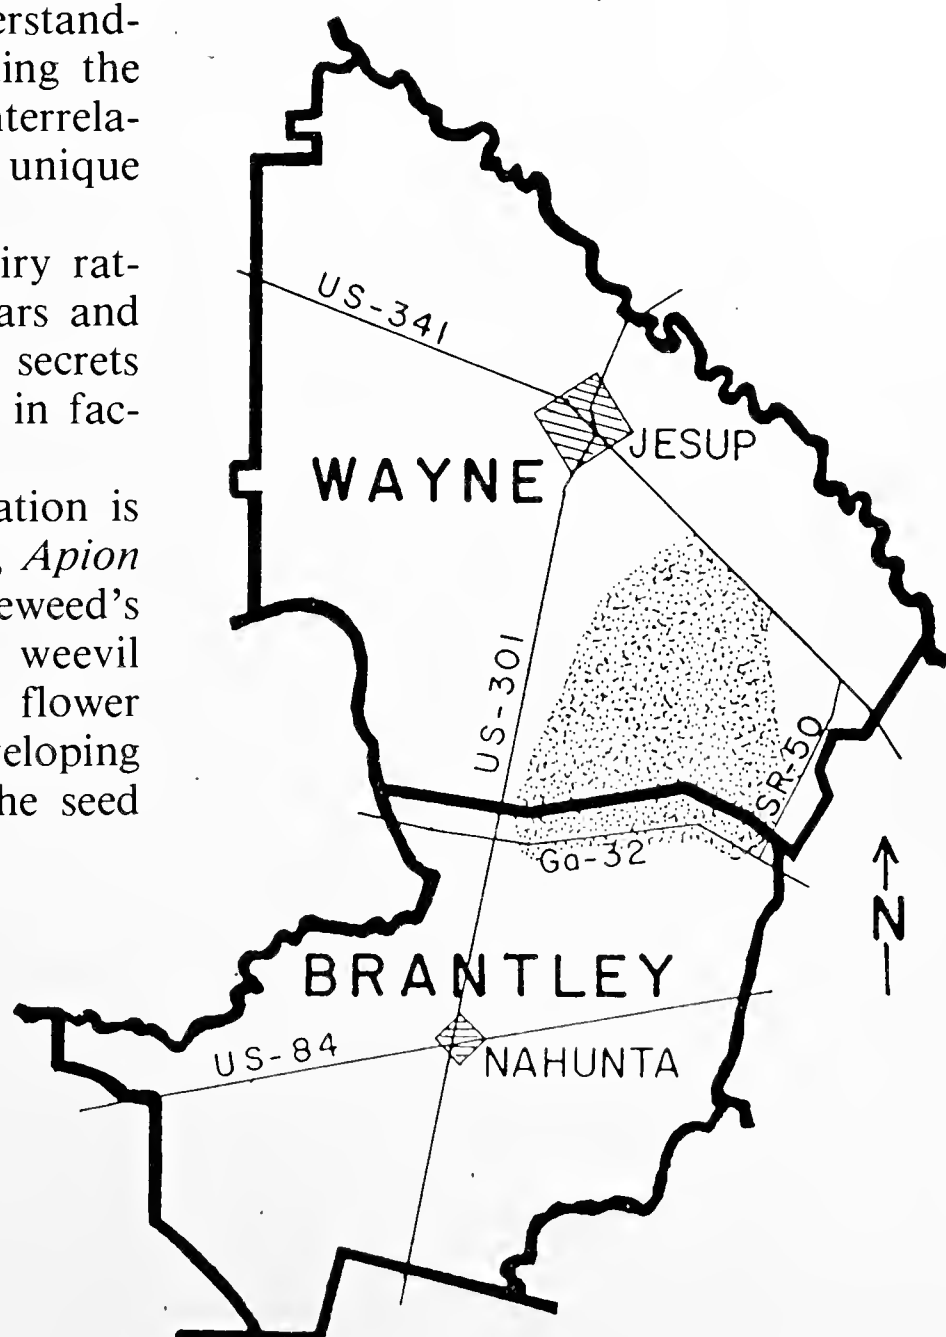 erstand-
ing the
nterrela-
unique
iry rat-
ars and
secrets
in fac-
ation is
, Apion
eweed's
weevil
flower
veloping
he seed
US-341
JESUP
WAYNE
US-301
SR-50
Ga-32
N
BRANTLEY
US-84
NAHUNTA